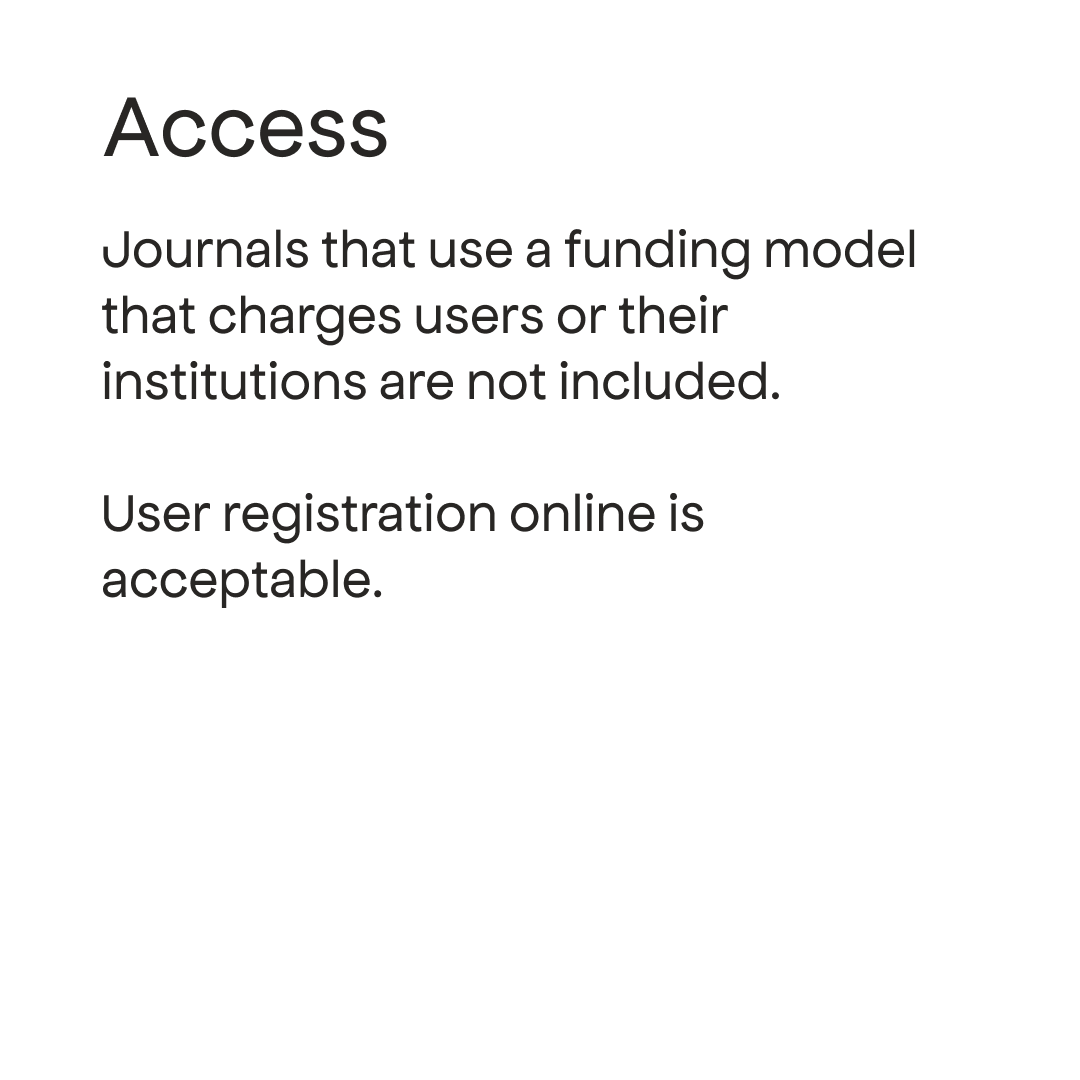 Access
Journals that use a funding model
that charges users or their
institutions are not included.
User registration online is
acceptable.